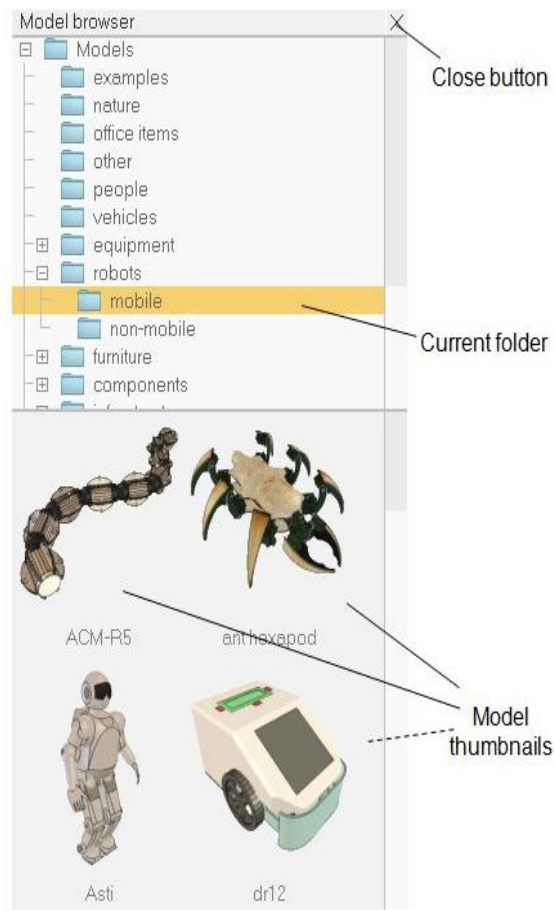 Model browser
Close button
Models
examples
nature
office items
other
people
vehicles
equipment
robots
mobile
Current folder
non-mobile
furniture
components
ACM-R5
ant hexapod
Model
thumbnails
Asti
dr12